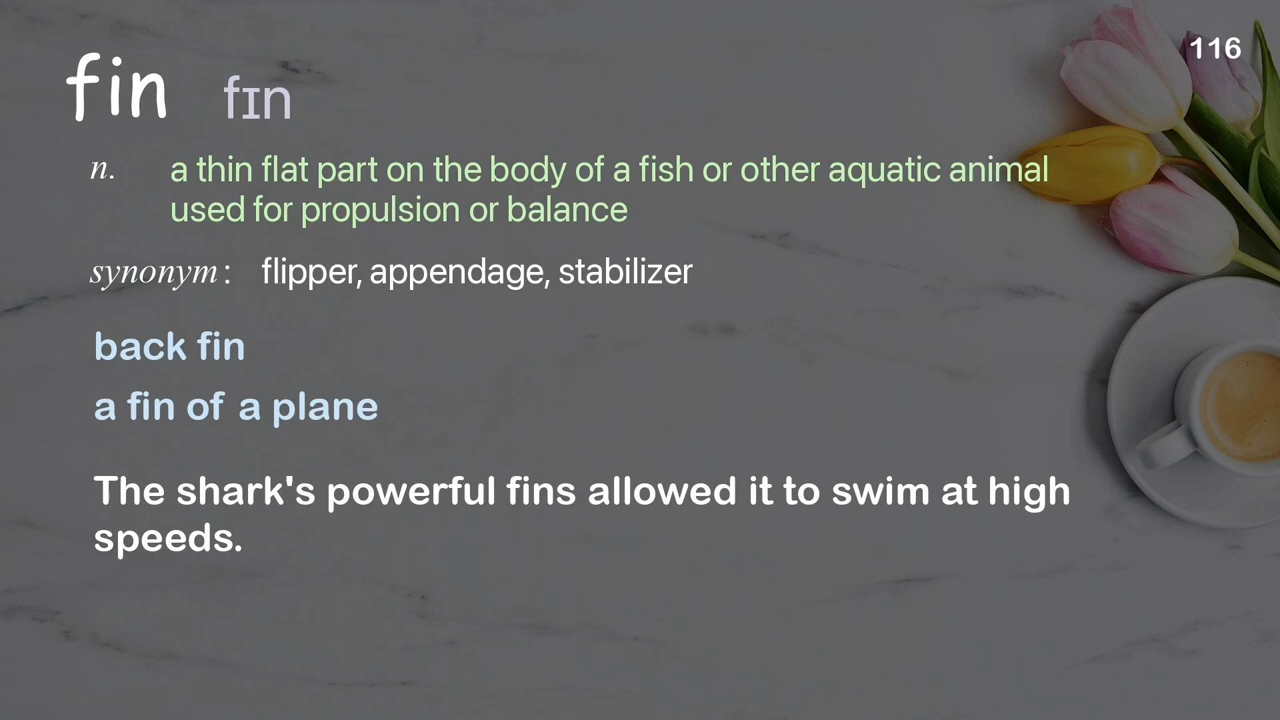 116
fin fɪn
n. a thin flat part on the body of a fish or other aquatic animal
used for propulsion or balance
synonym: flipper, appendage, stabilizer
back fin
a fin of a plane
The shark's powerful fins allowed it to swim at high
speeds.